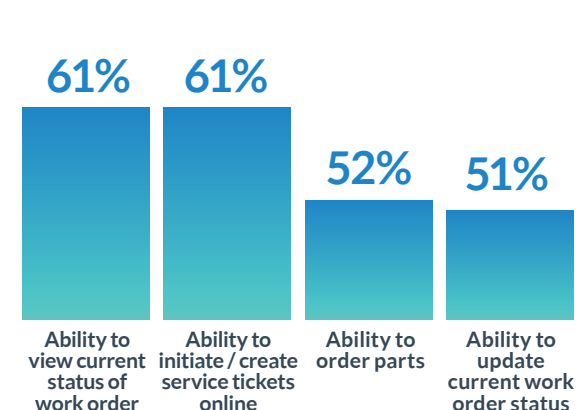 61%
61%
52%
51%
Ability to
view current
status of
work order
Ability to
initiate / create
service tickets
online
Ability to
order parts
Ability to
update
current work
order status